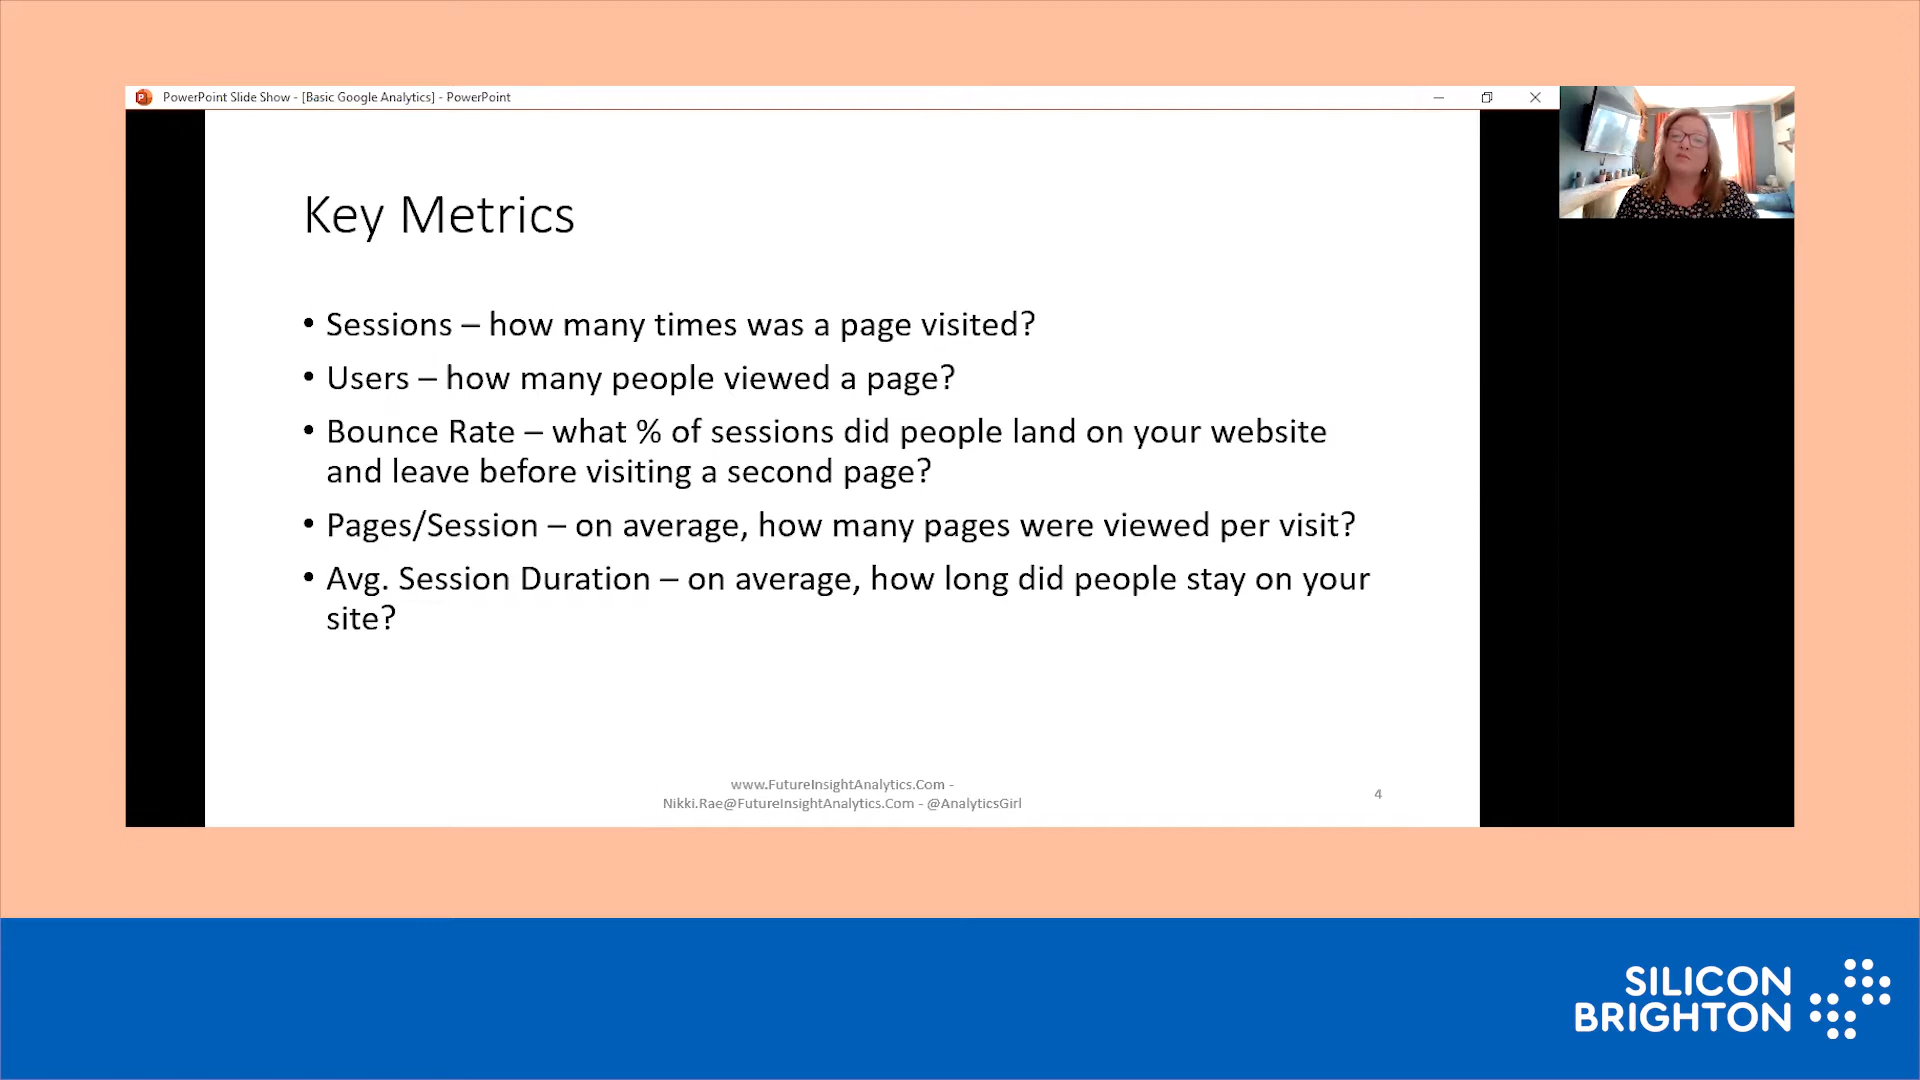 PowerPoint Slide Show - [Basic Google Analytics] - PowerPoint
Key Metrics
• Sessions – how many times was a page visited?
• Users – how many people viewed a page?
• Bounce Rate – what % of sessions did people land on your website
and leave before visiting a second page?
• Pages/Session – on average, how many pages were viewed per visit?
• Avg. Session Duration – on average, how long did people stay on your
site?
www.FutureInsightAnalytics.Com -
Nikki.Rae@FutureInsightAnalytics.Com - @AnalyticsGirl
4
SILICON
BRIGHTON